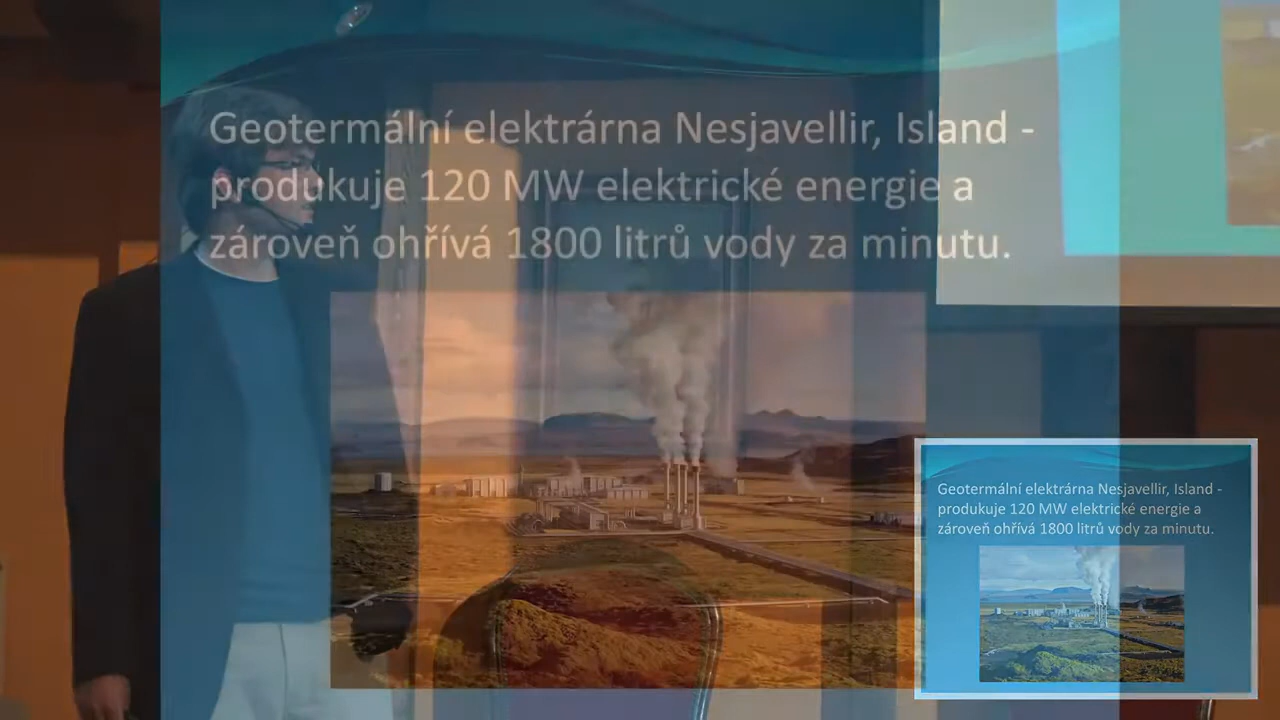 Geotermální elektrárna Nesjavellir, Island -
produkuje 120 MW elektrické energie a
zároveň ohřívá 1800 litrů vody za minutu.
Geotermální elektrárna Nesjavellir, Island -
produkuje 120 MW elektrické energie a
zároveň ohřívá 1800 litrů vody za minutu.